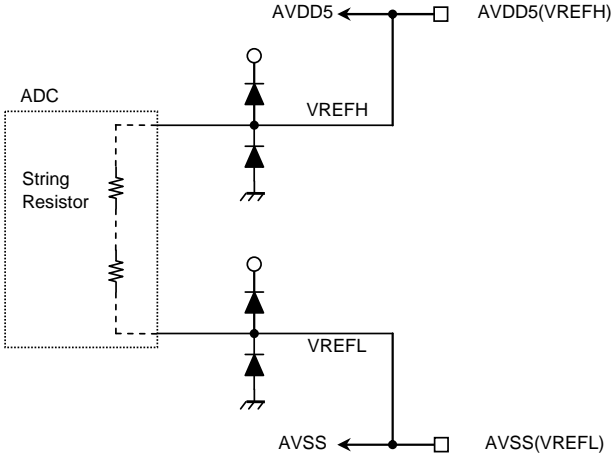 AVDD5
AVDD5(VREFH)
ADC
VREFH
String
Resistor
VREFL
AVSS
AVSS(VREFL)